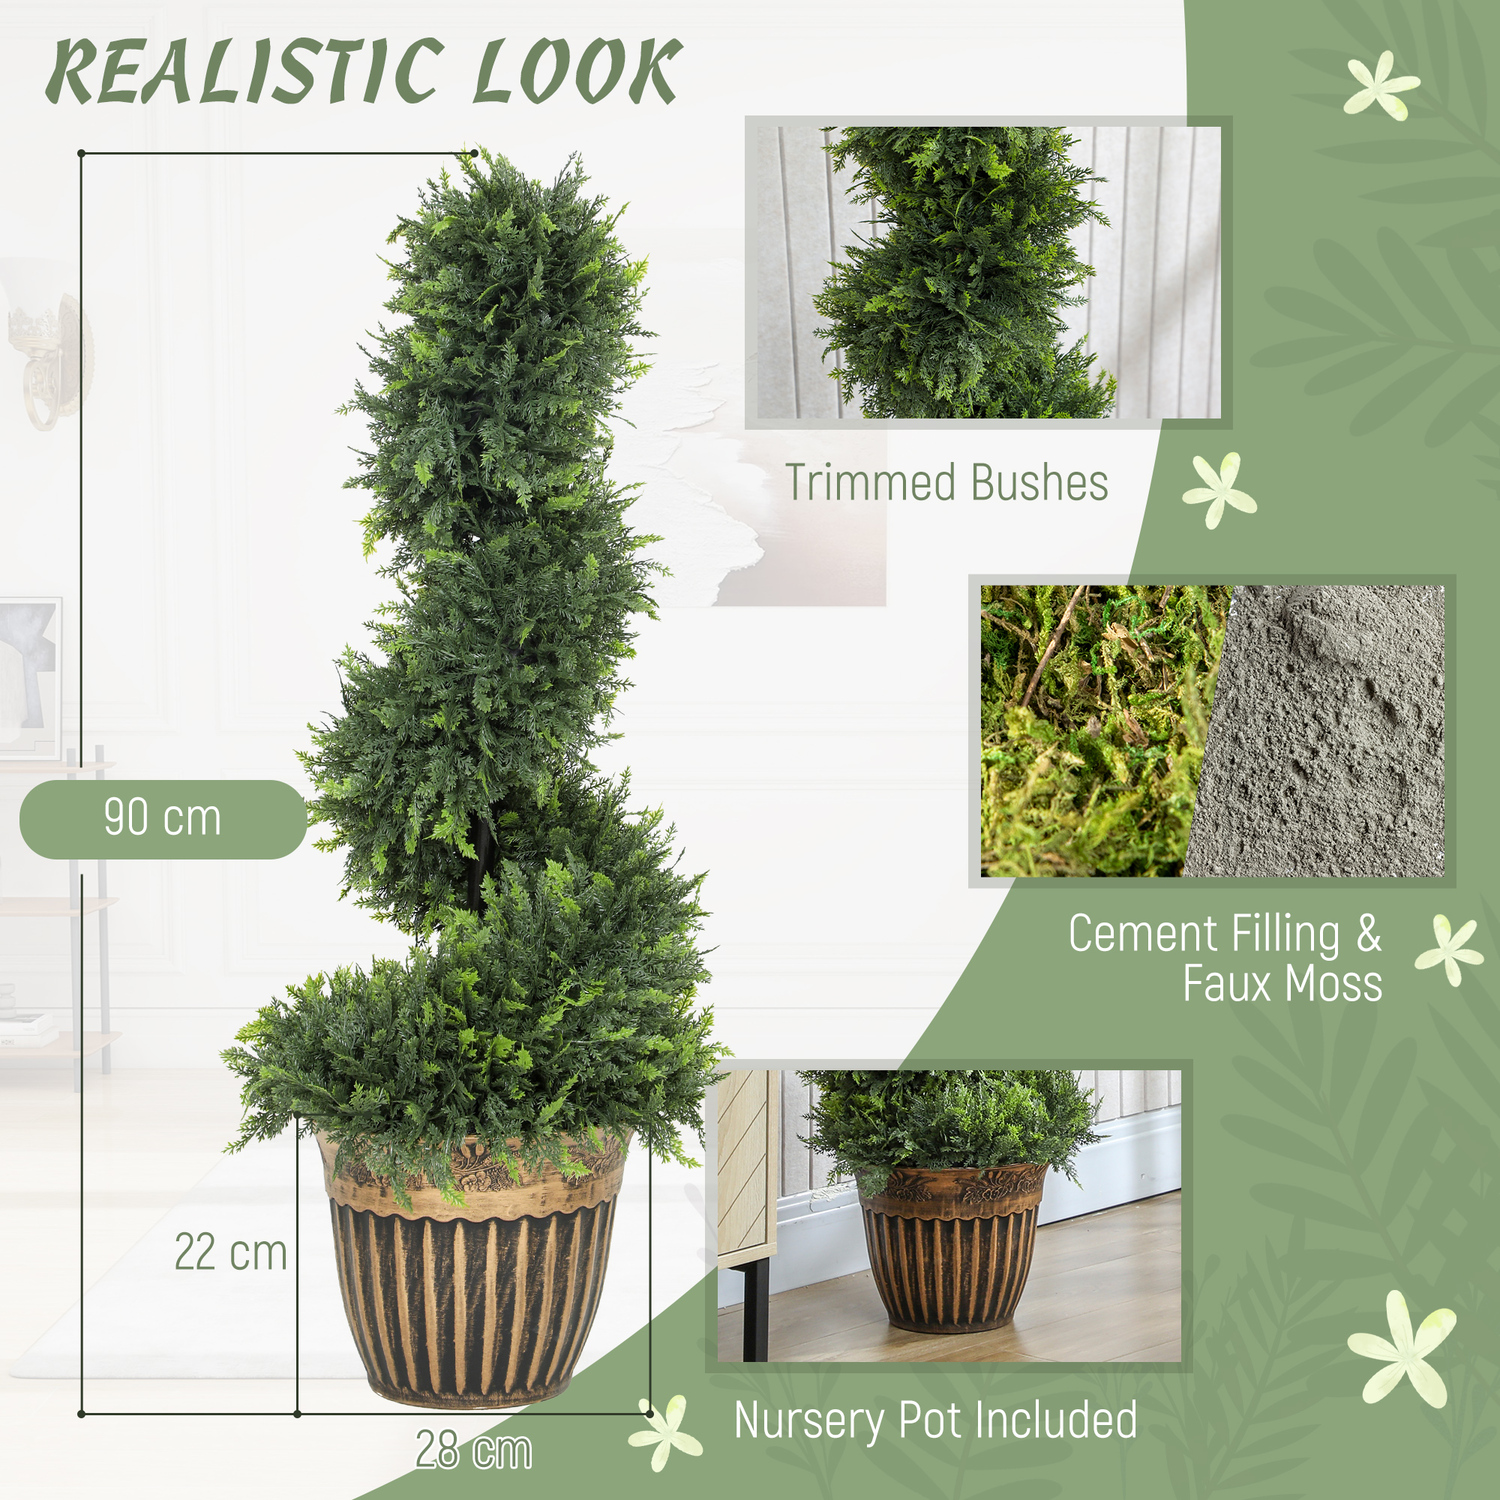 REALISTIC LOOK
Trimmed Bushes
90 cm
Cement Filling &
Faux Moss
22 cm
Nursery Pot Included
28 cm